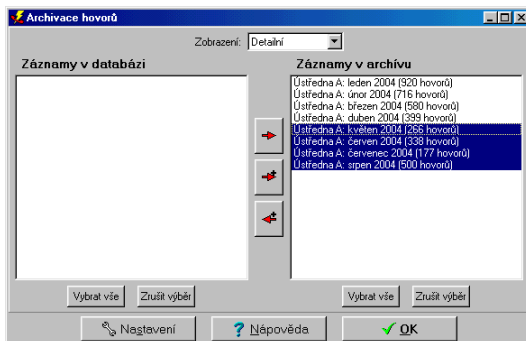 Archivace hovorů
Zobrazení: Detailní
Záznamy v databázi
Záznamy v archívu
Ústředna A: leden 2004 (920 hovorů)
Ústředna A: únor 2004 (716 hovorů)
Ústředna A: březen 2004 (580 hovorů)
Ústředna A: duben 2004 (399 hovorů)
Ústředna A: květen 2004 (266 hovorů)
Ústředna A: červen 2004 (338 hovorů)
Ústředna A: červenec 2004 (177 hovorů)
Ústředna A: srpen 2004 (500 hovorů)
Vybrat vše Zrušit výběr
Vybrat vše Zrušit výběr
Nastavení ? Nápověda OK